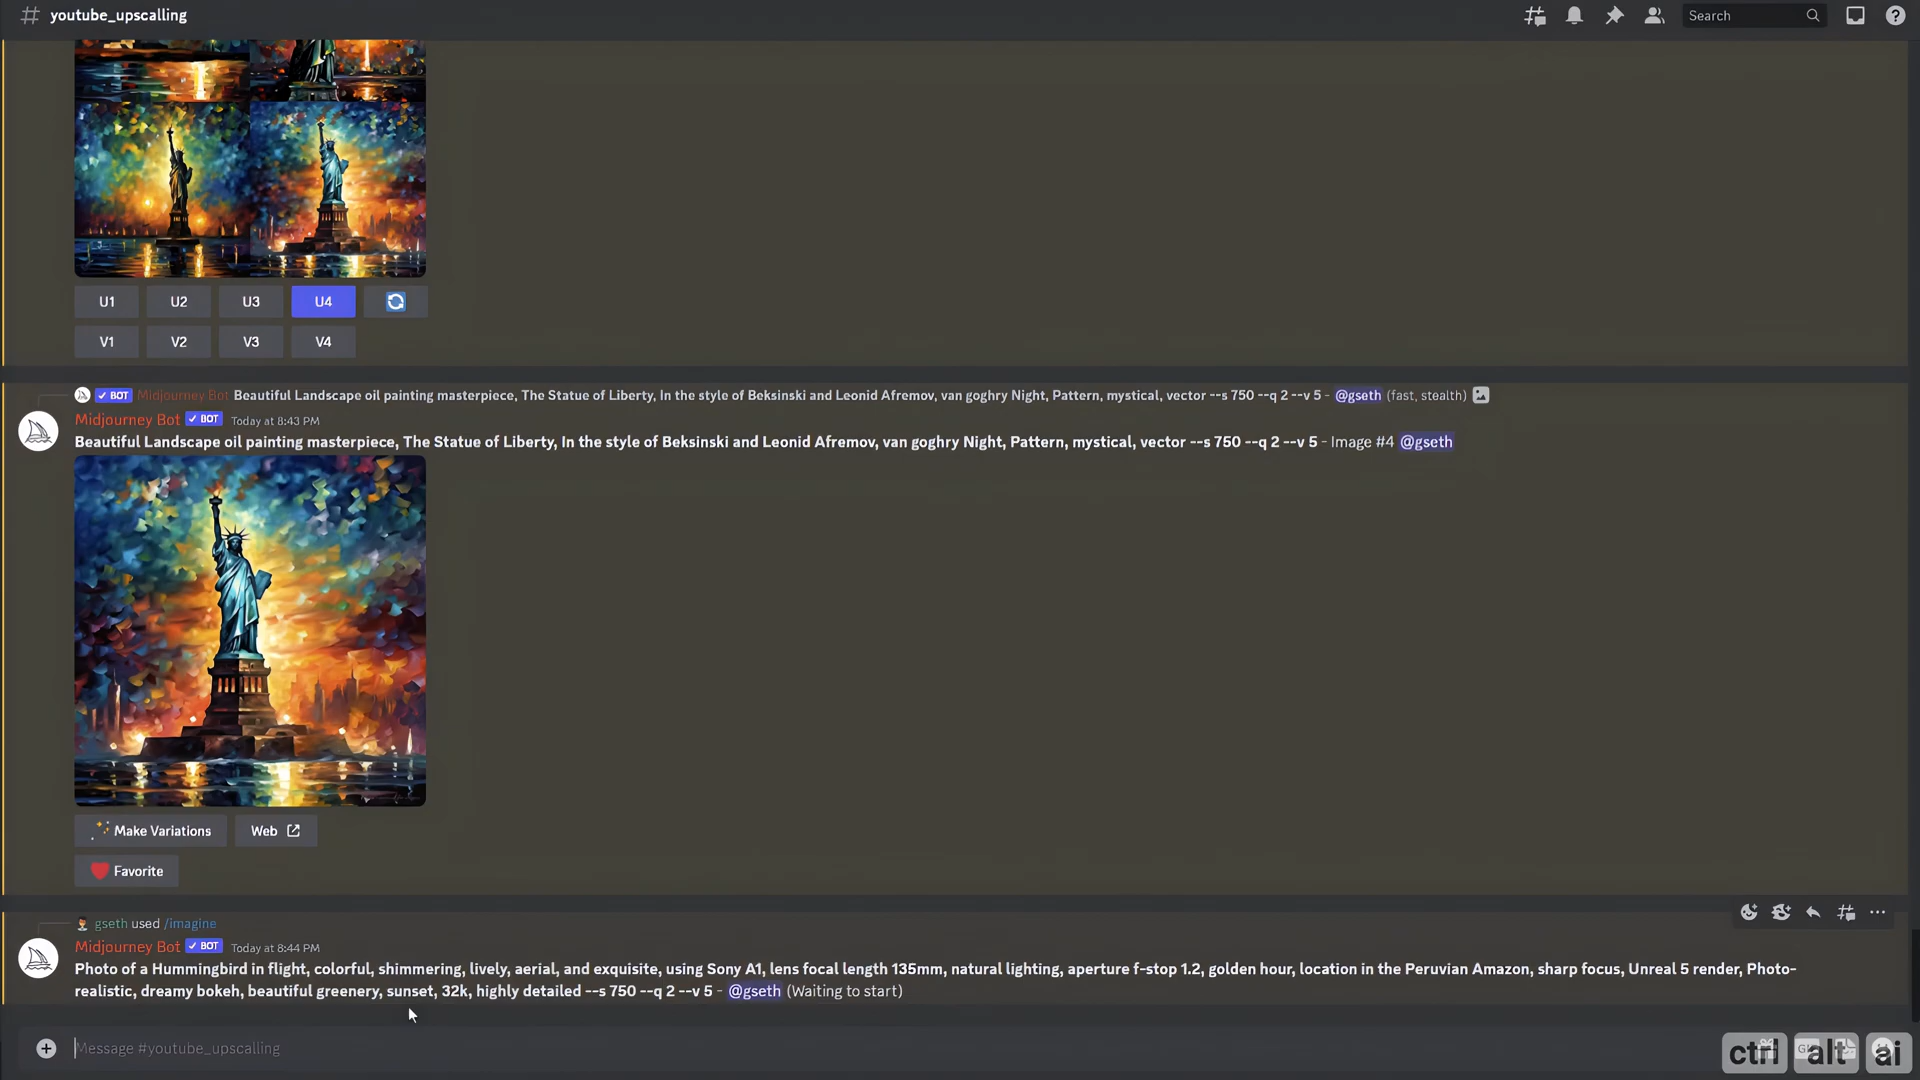 youtube_upscalling
Search
U1 U2 U3 U4
V1 V2 V3 V4
BOT Midjourney Bot Beautiful Landscape oil painting masterpiece, The Statue of Liberty, In the style of Beksinski and Leonid Afremov, van goghry Night, Pattern, mystical, vector --s 750 --q 2 --v 5 - @gseth (fast, stealth)
Midjourney Bot BOT Today at 8:43 PM
Beautiful Landscape oil painting masterpiece, The Statue of Liberty, In the style of Beksinski and Leonid Afremov, van goghry Night, Pattern, mystical, vector --s 750 --q 2 --v 5 - Image #4 @gseth
Make Variations Web
Favorite
gseth used /imagine
Midjourney Bot BOT Today at 8:44 PM
Photo of a Hummingbird in flight, colorful, shimmering, lively, aerial, and exquisite, using Sony A1, lens focal length 135mm, natural lighting, aperture f-stop 1.2, golden hour, location in the Peruvian Amazon, sharp focus, Unreal 5 render, Photo-
realistic, dreamy bokeh, beautiful greenery, sunset, 32k, highly detailed --s 750 --q 2 --v 5 - @gseth (Waiting to start)
Message #youtube_upscalling
ctrl alt ai